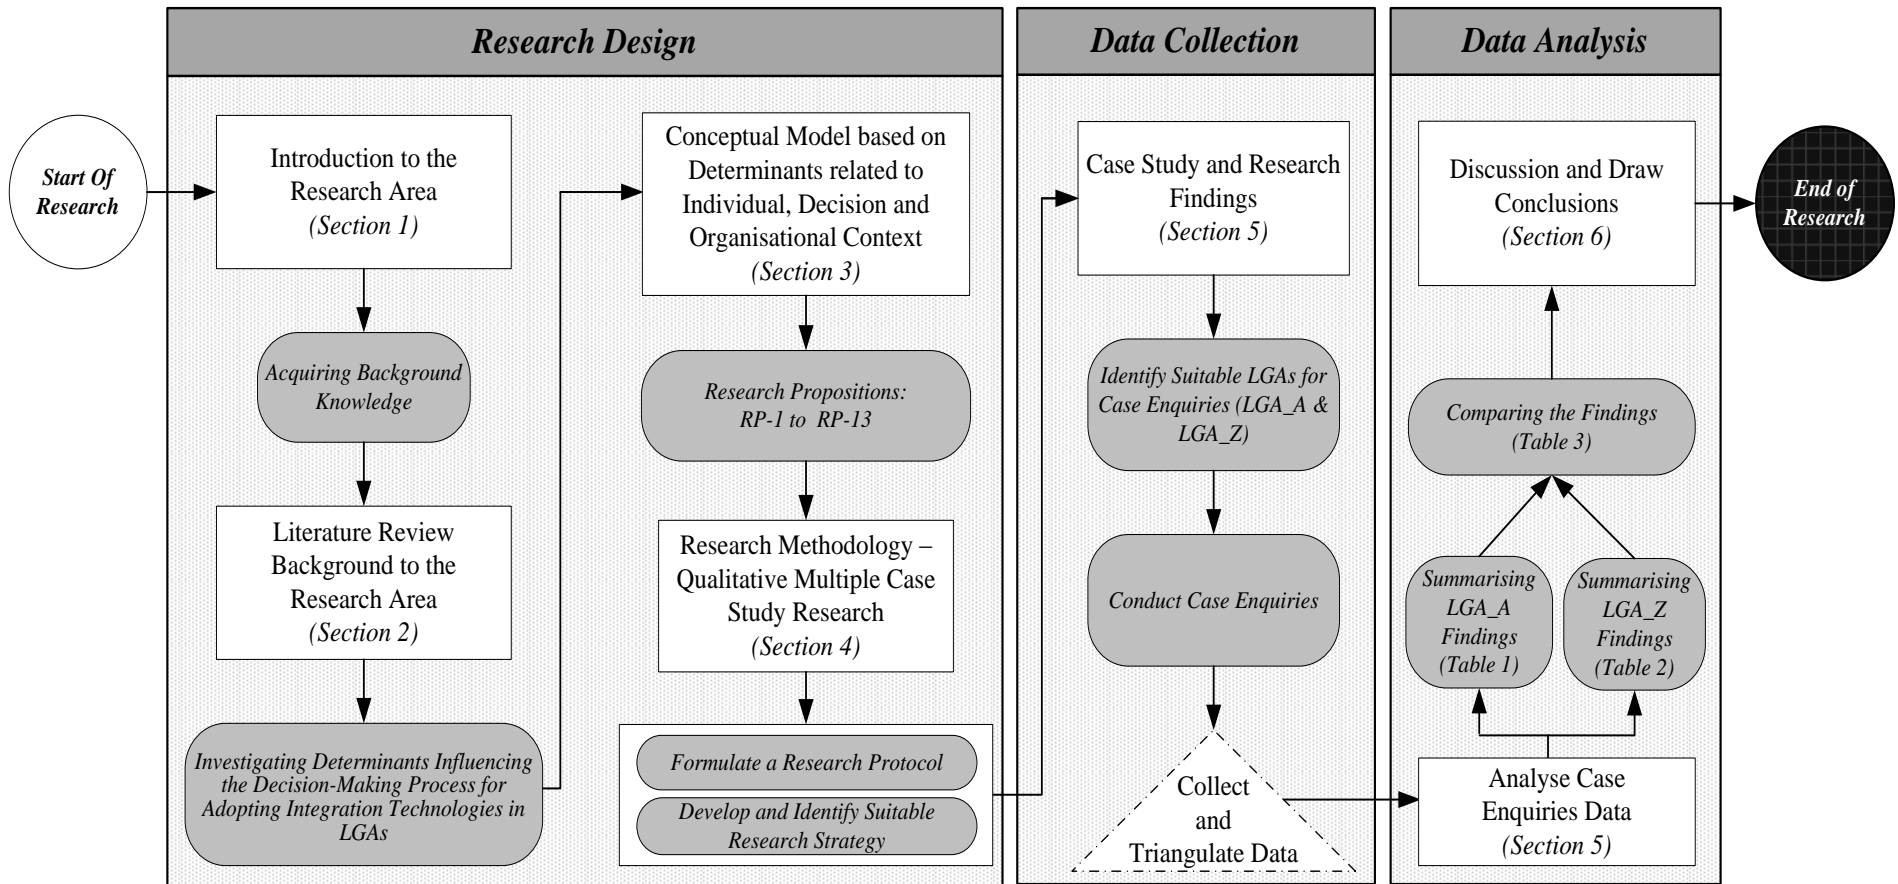 Research Design
Data Collection
Data Analysis
Start Of
Research
Introduction to the
Research Area
(Section 1)
Acquiring Background
Knowledge
Literature Review
Background to the
Research Area
(Section 2)
Investigating Determinants Influencing
the Decision-Making Process for
Adopting Integration Technologies in
LGAs
Conceptual Model based on
Determinants related to
Individual, Decision and
Organisational Context
(Section 3)
Research Propositions:
RP-1 to RP-13
Research Methodology –
Qualitative Multiple Case
Study Research
(Section 4)
Formulate a Research Protocol
Develop and Identify Suitable
Research Strategy
Case Study and Research
Findings
(Section 5)
Identify Suitable LGAs for
Case Enquiries (LGA_A &
LGA_Z)
Conduct Case Enquiries
Collect
and
Triangulate Data
Analyse Case
Enquiries Data
(Section 5)
Summarising
LGA_A
Findings
(Table 1)
Summarising
LGA_Z
Findings
(Table 2)
Comparing the Findings
(Table 3)
Discussion and Draw
Conclusions
(Section 6)
End of
Research